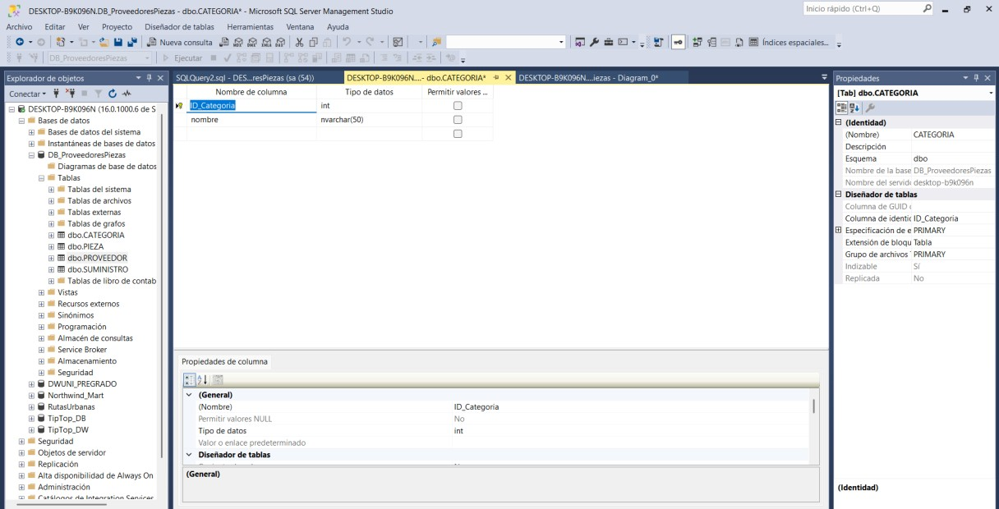 DESKTOP-B9K096N.DB_ProveedoresPiezas - dbo.CATEGORIA* - Microsoft SQL Server Management Studio
Inicio rápido (Ctrl+Q)
Archivo Editar Ver Proyecto Diseñador de tablas Herramientas Ventana Ayuda
Nueva consulta
Índices espaciales...
DB_ProveedoresPiezas
Ejecutar
Explorador de objetos
Conectar
DESKTOP-B9K096N (16.0.1000.6 de S
Bases de datos
Bases de datos del sistema
Instantáneas de bases de datos
DB_ProveedoresPiezas
Diagramas de base de datos
Tablas
Tablas del sistema
Tablas de archivos
Tablas externas
Tablas de grafos
dbo.CATEGORIA
dbo.PIEZA
dbo.PROVEEDOR
dbo.SUMINISTRO
Tablas de libro de contab
Vistas
Recursos externos
Sinónimos
Programación
Almacén de consultas
Service Broker
Almacenamiento
Seguridad
DWUNI_PREGRADO
Northwind_Mart
RutasUrbanas
TipTop_DB
TipTop_DW
Seguridad
Objetos de servidor
Replicación
Alta disponibilidad de Always On
Administración
Catálogos de Integration Services
SQLQuery2.sql - DES...resPiezas (sa (54))
DESKTOP-B9K096N....- dbo.CATEGORIA*
DESKTOP-B9K096N....iezas - Diagram_0*
Nombre de columna Tipo de datos Permitir valores ...
ID_Categoria int
nombre nvarchar(50)
Propiedades de columna
(General)
(Nombre) ID_Categoria
Permitir valores NULL No
Tipo de datos int
Valor o enlace predeterminado
Diseñador de tablas
(General)
Propiedades
[Tab] dbo.CATEGORIA
(Identidad)
(Nombre) CATEGORIA
Descripción
Esquema dbo
Nombre de la base DB_ProveedoresPiezas
Nombre del servid desktop-b9k096n
Diseñador de tablas
Columna de GUID
Columna de identi ID_Categoria
Especificación de e PRIMARY
Extensión de bloqu Tabla
Grupo de archivos PRIMARY
Indizable Sí
Replicada No
(Identidad)